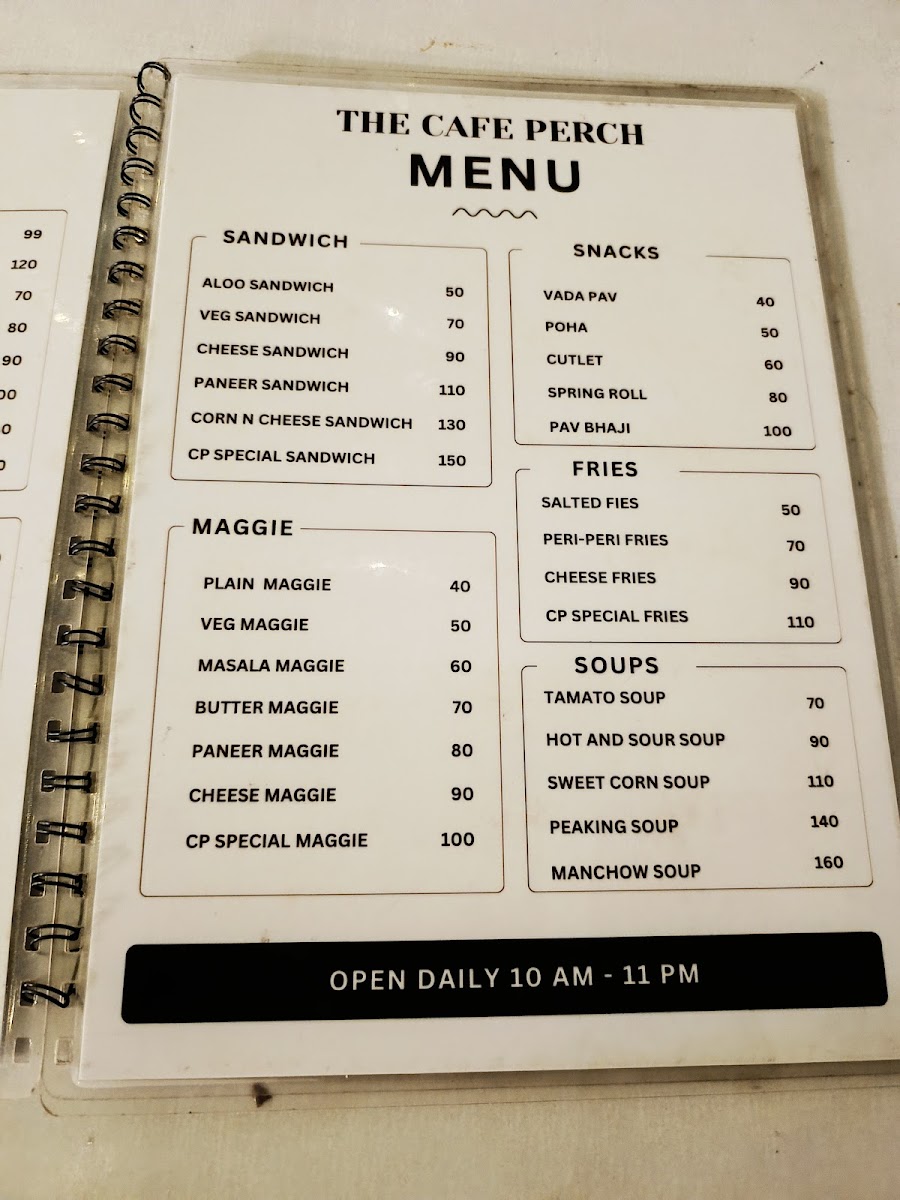 99
120
70
80
90
THE CAFE PERCH
MENU
SANDWICH
ALOO SANDWICH 50
VEG SANDWICH 70
CHEESE SANDWICH 90
PANEER SANDWICH 110
CORN N CHEESE SANDWICH 130
CP SPECIAL SANDWICH 150
MAGGIE
PLAIN MAGGIE 40
VEG MAGGIE 50
MASALA MAGGIE 60
BUTTER MAGGIE 70
PANEER MAGGIE 80
CHEESE MAGGIE 90
CP SPECIAL MAGGIE 100
SNACKS
VADA PAV 40
POHA 50
CUTLET 60
SPRING ROLL 80
PAV BHAJI 100
FRIES
SALTED FIES 50
PERI-PERI FRIES 70
CHEESE FRIES 90
CP SPECIAL FRIES 110
SOUPS
TAMATO SOUP 70
HOT AND SOUR SOUP 90
SWEET CORN SOUP 110
PEAKING SOUP 140
MANCHOW SOUP 160
OPEN DAILY 10 AM - 11 PM